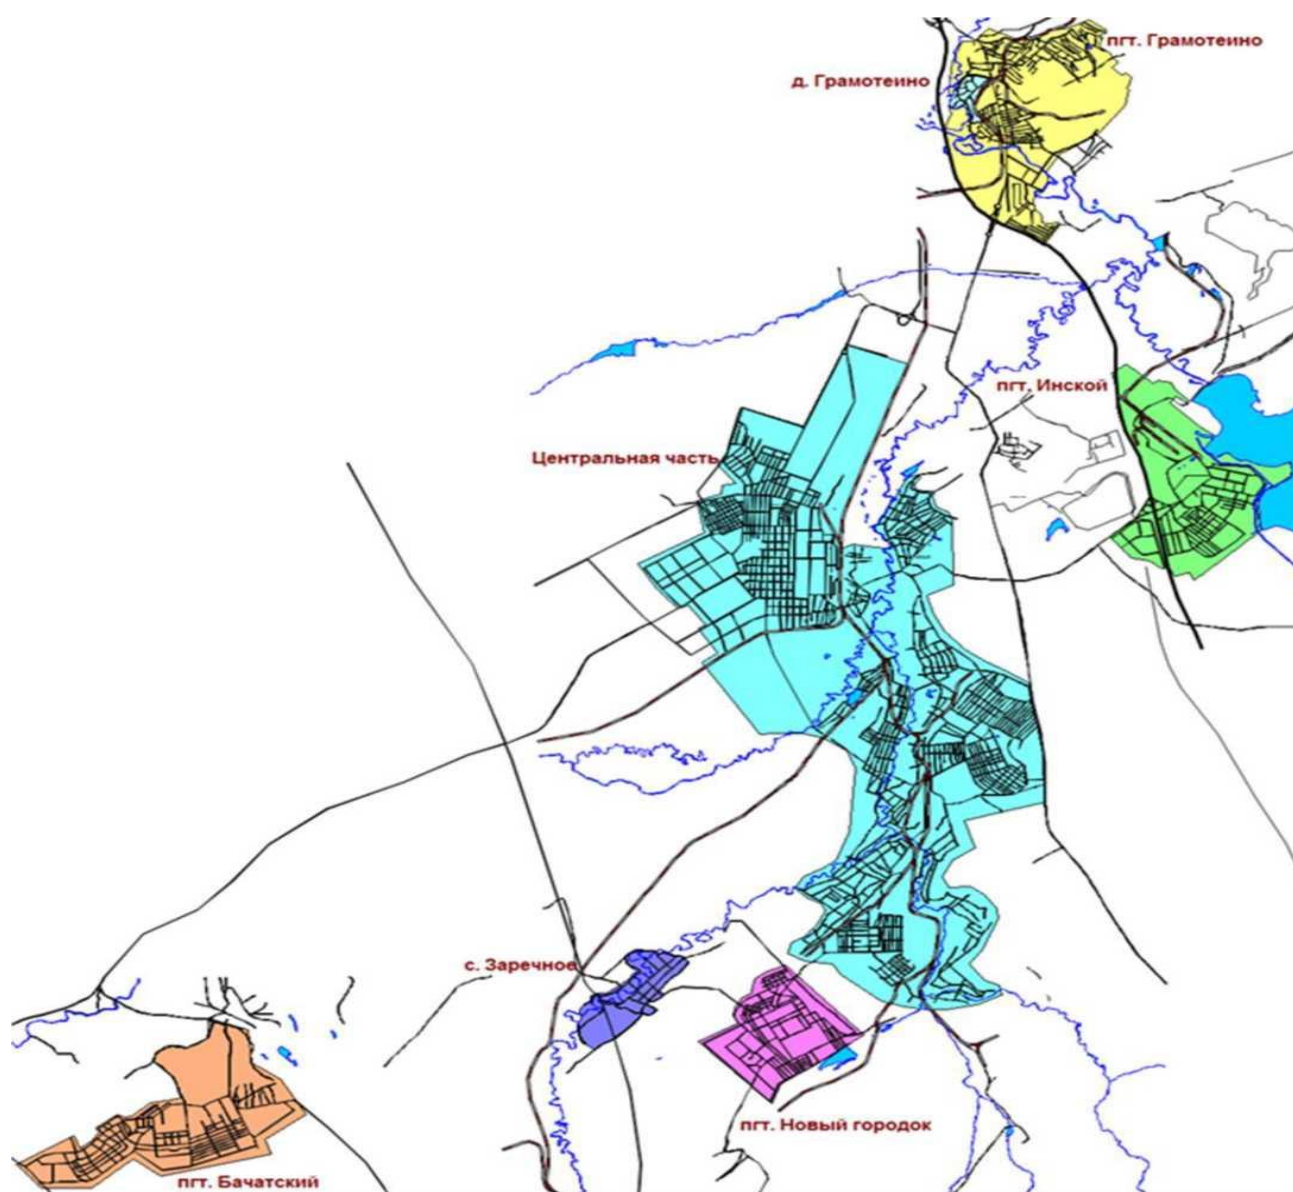 пгт. Грамотеино
д. Грамотеино
пгт. Инской
Центральная часть
с. Заречное
пгт. Новый городок
пгт. Бачатский